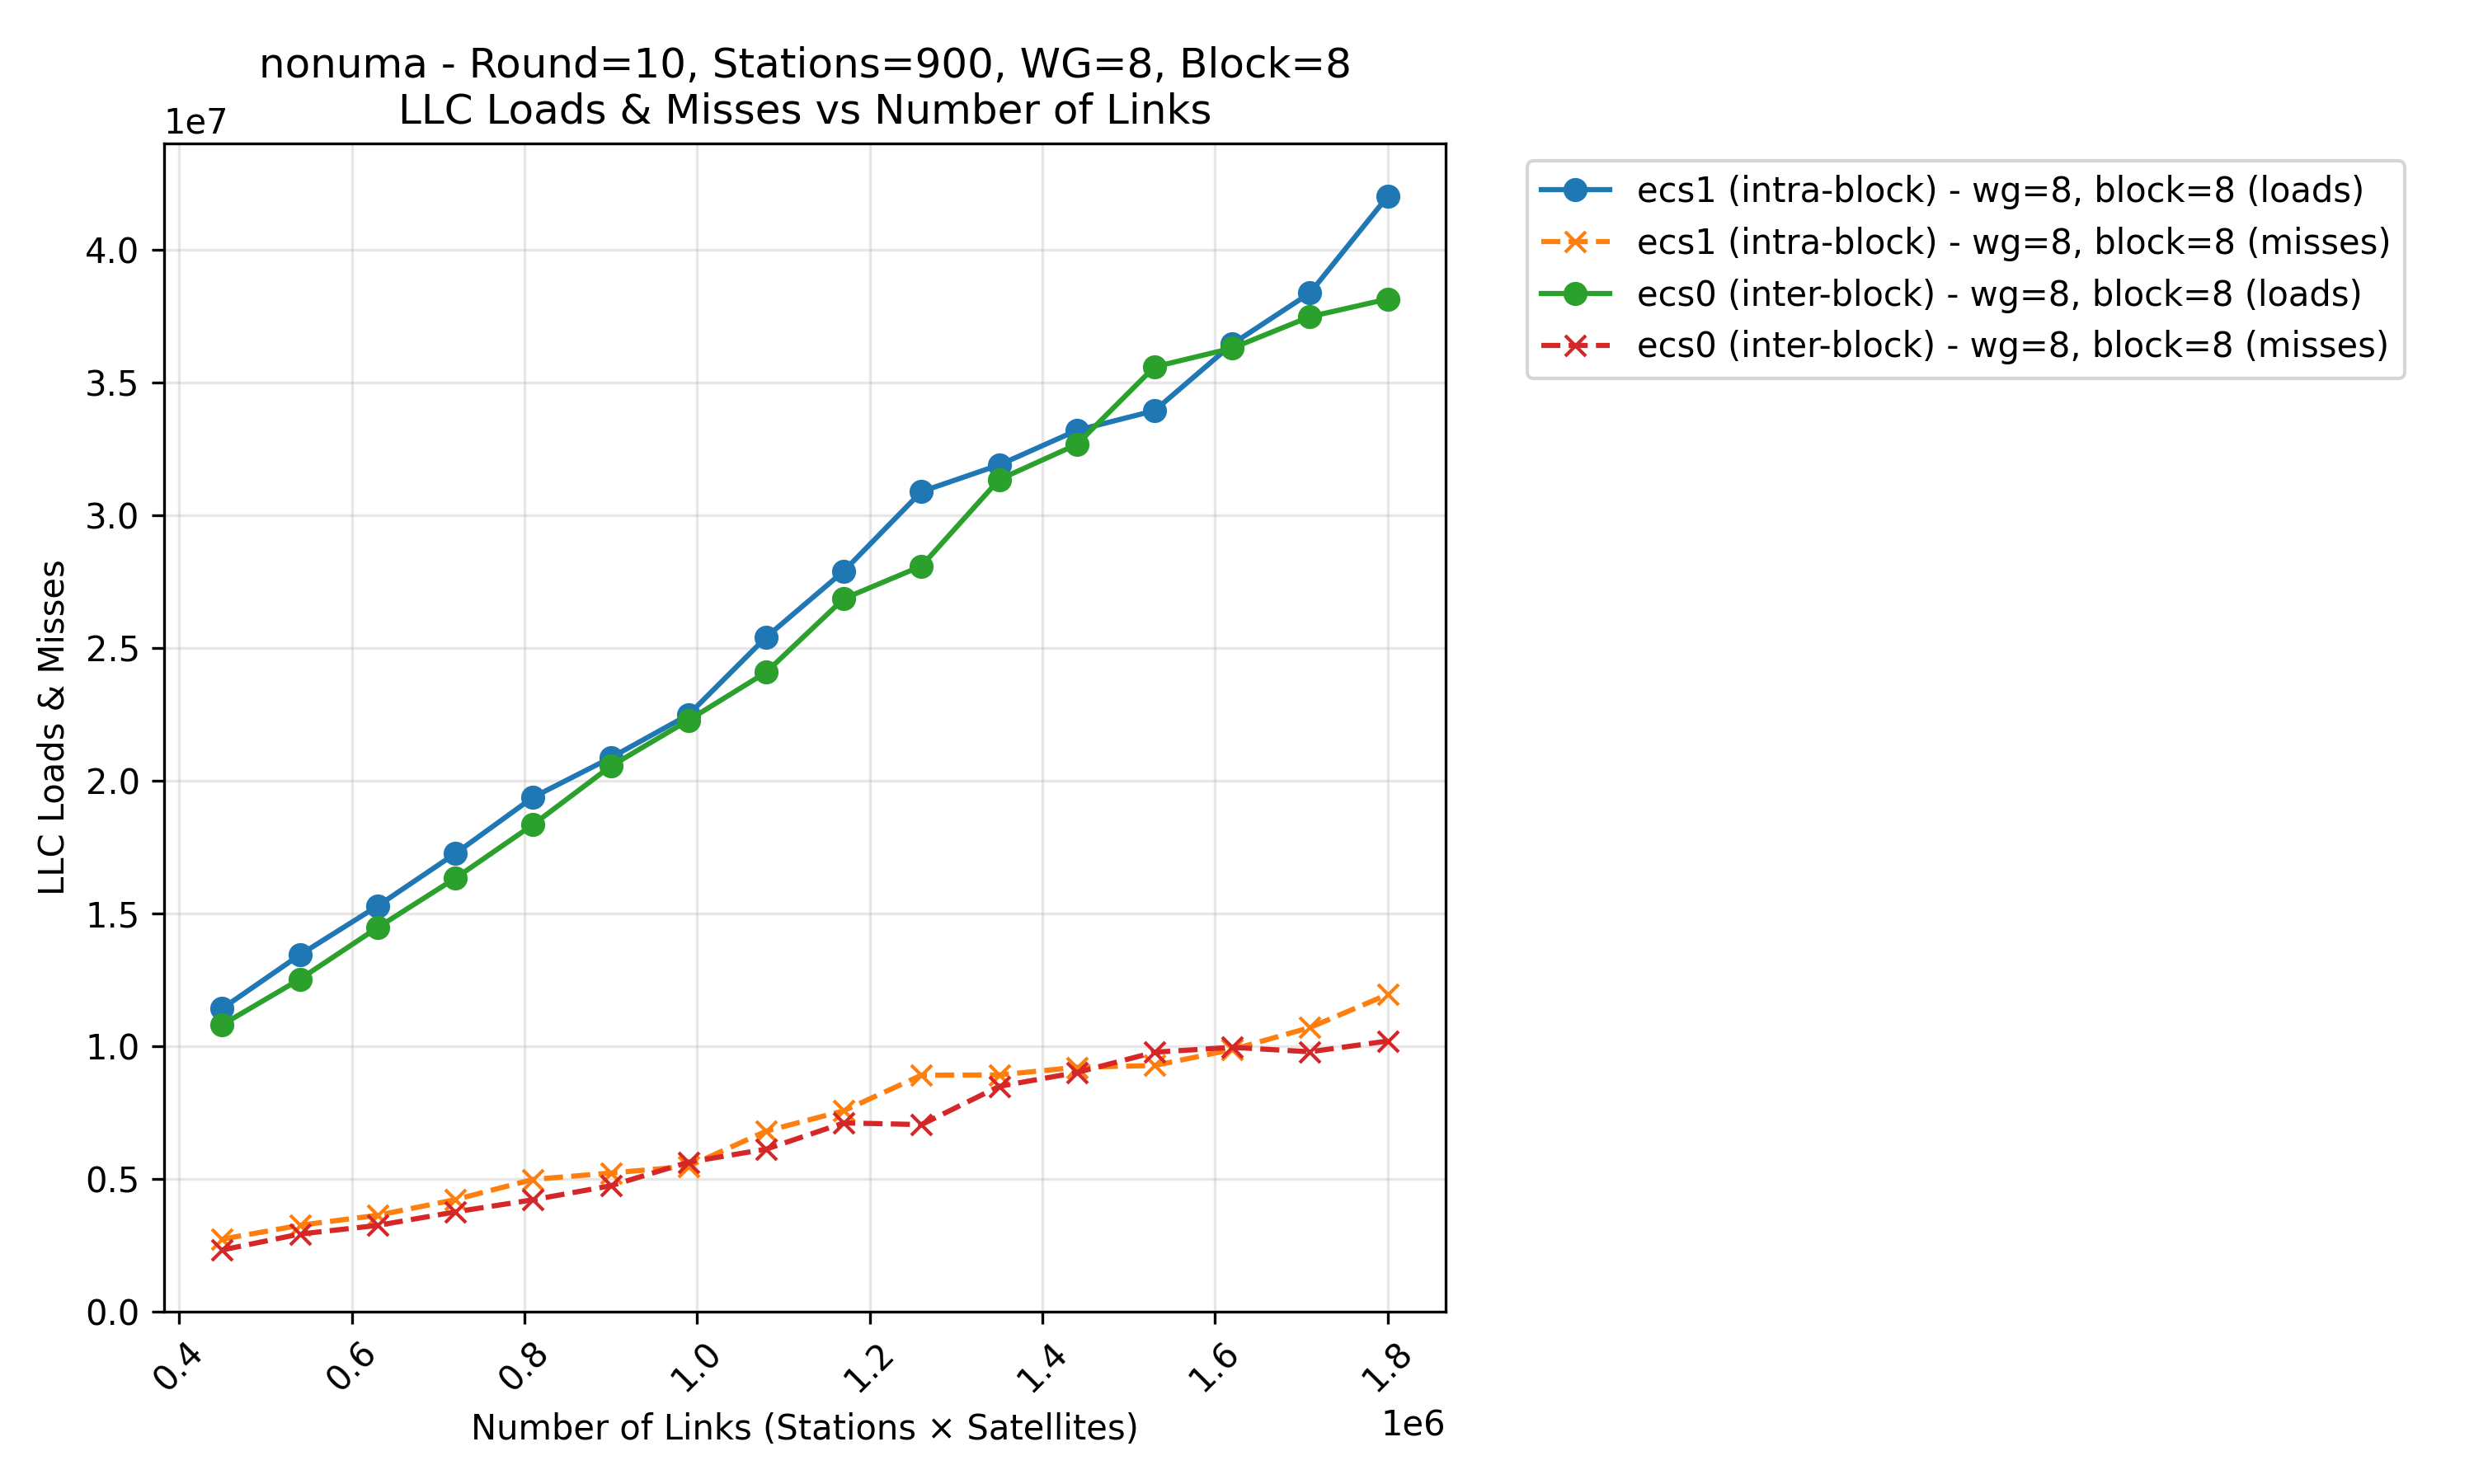 nonuma - Round=10, Stations=900, WG=8, Block=8
LLC Loads & Misses vs Number of Links
1e7
4.0
3.5
3.0
2.5
2.0
1.5
1.0
0.5
0.0
LLC Loads & Misses
0.4
0.6
0.8
1.0
1.2
1.4
1.6
1.8
1e6
Number of Links (Stations × Satellites)
ecs1 (intra-block) - wg=8, block=8 (loads)
ecs1 (intra-block) - wg=8, block=8 (misses)
ecs0 (inter-block) - wg=8, block=8 (loads)
ecs0 (inter-block) - wg=8, block=8 (misses)